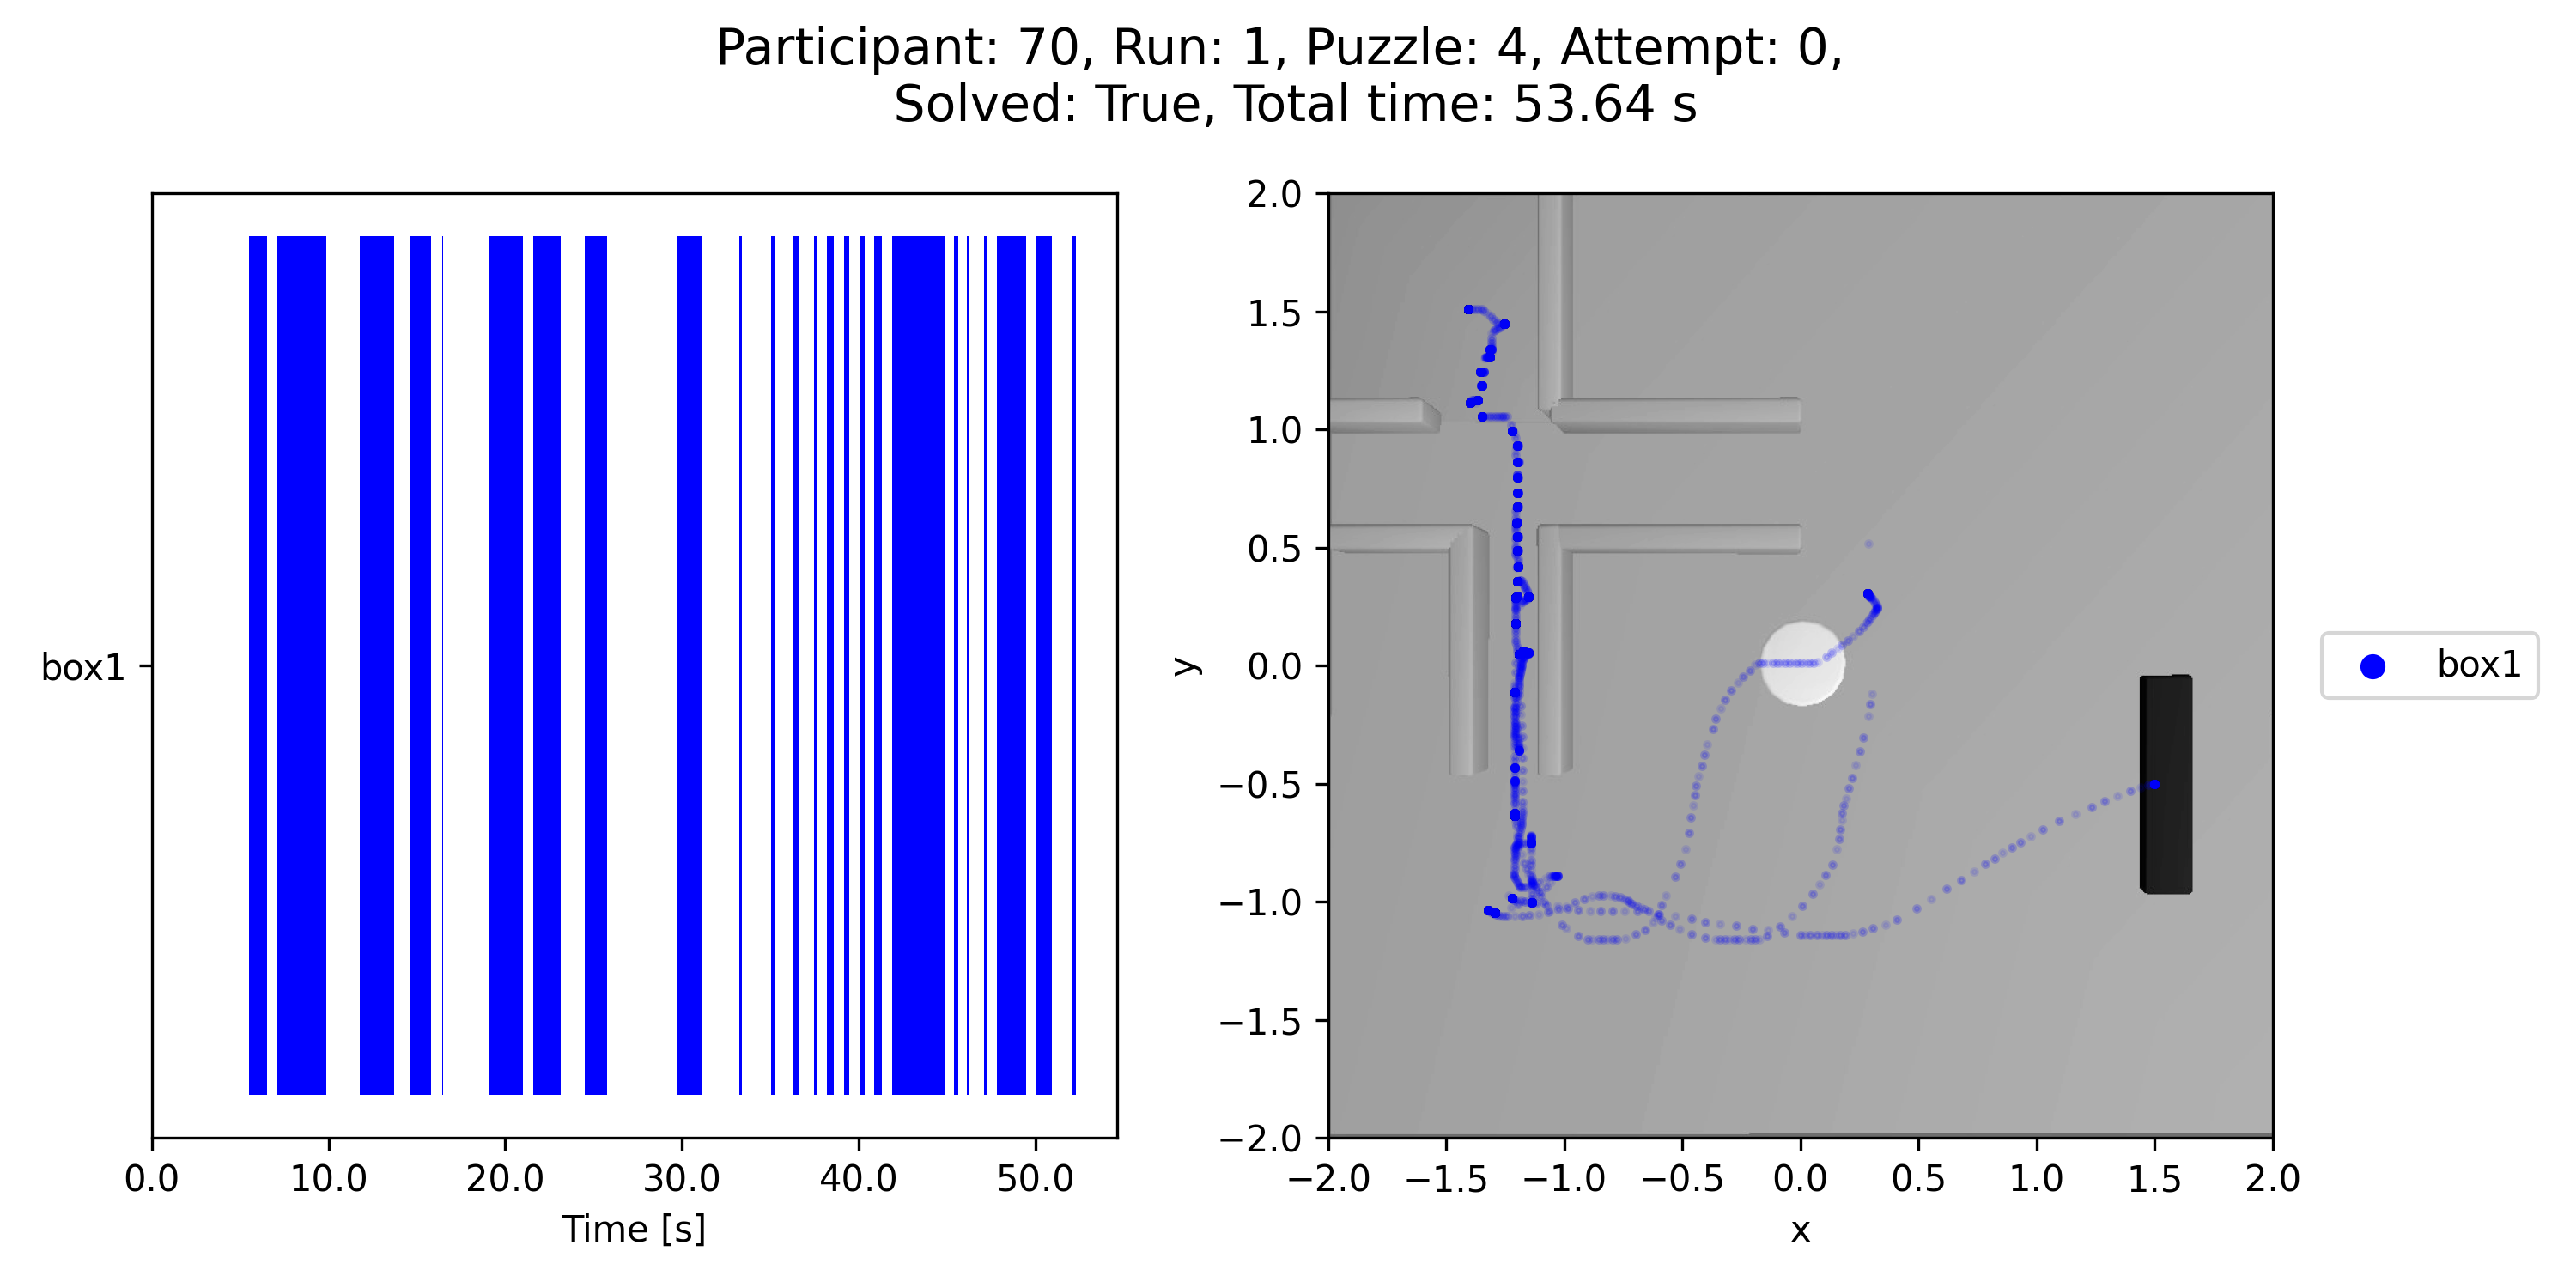 Participant: 70, Run: 1, Puzzle: 4, Attempt: 0,
Solved: True, Total time: 53.64 s
box1
0.0 10.0 20.0 30.0 40.0 50.0
Time [s]
2.0
1.5
1.0
0.5
0.0
−0.5
−1.0
−1.5
−2.0
y
−2.0 −1.5 −1.0 −0.5 0.0 0.5 1.0 1.5 2.0
x
box1